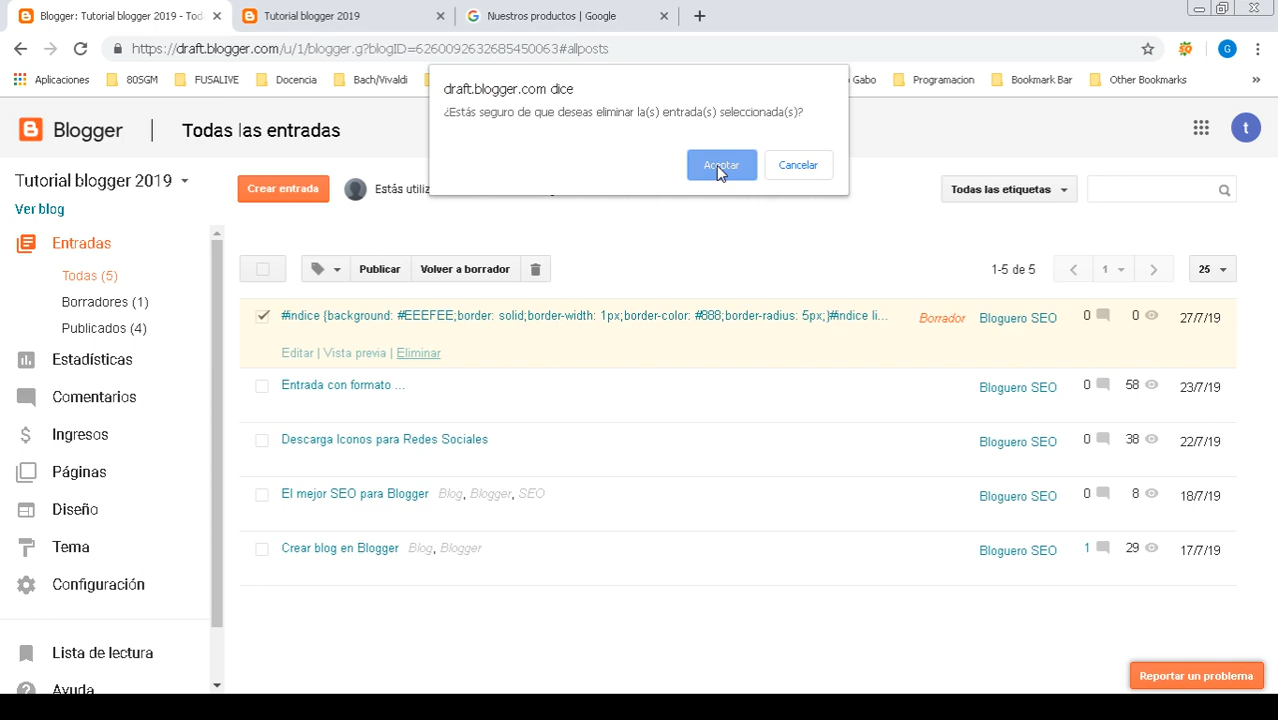 Blogger: Tutorial blogger 2019 - Tod
Tutorial blogger 2019
Nuestros productos | Google
https://draft.blogger.com/u/1/blogger.g?blogID=6260092632685450063#allposts
G
Aplicaciones
80SGM
FUSALIVE
Docencia
Bach/Vivaldi
Gabo
Programacion
Bookmark Bar
Other Bookmarks
draft.blogger.com dice
¿Estás seguro de que deseas eliminar la(s) entrada(s) seleccionada(s)?
Aceptar
Cancelar
Blogger | Todas las entradas
t
Tutorial blogger 2019
Ver blog
Crear entrada
Estás utiliz
Todas las etiquetas
Entradas
Todas (5)
Borradores (1)
Publicados (4)
Estadísticas
Comentarios
Ingresos
Páginas
Diseño
Tema
Configuración
Lista de lectura
Ayuda
Publicar
Volver a borrador
1-5 de 5
1
25
#indice {background: #EEEFEE;border: solid;border-width: 1px;border-color: #888;border-radius: 5px;}#indice li...
Borrador
Bloguero SEO
0
0
27/7/19
Editar | Vista previa | Eliminar
Entrada con formato ...
Bloguero SEO
0
58
23/7/19
Descarga Iconos para Redes Sociales
Bloguero SEO
0
38
22/7/19
El mejor SEO para Blogger Blog, Blogger, SEO
Bloguero SEO
0
8
18/7/19
Crear blog en Blogger Blog, Blogger
Bloguero SEO
1
29
17/7/19
Reportar un problema